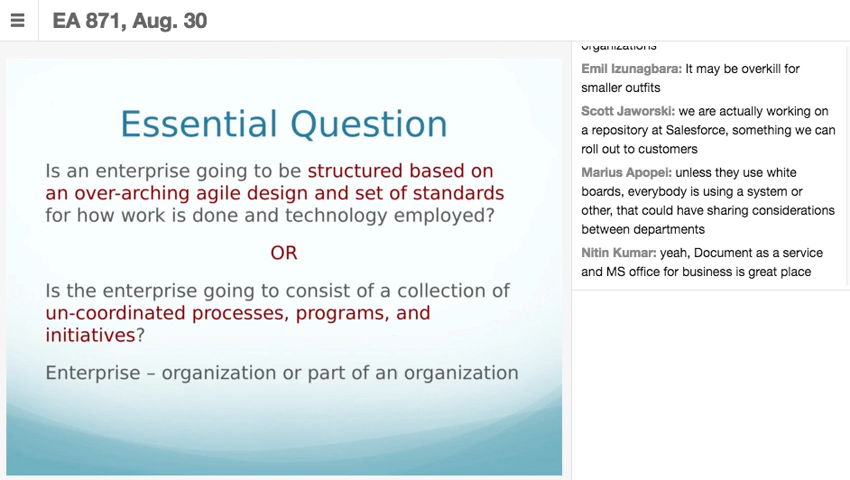 EA 871, Aug. 30
Essential Question
Is an enterprise going to be structured based on
an over-arching agile design and set of standards
for how work is done and technology employed?
OR
Is the enterprise going to consist of a collection of
un-coordinated processes, programs, and
initiatives?
Enterprise – organization or part of an organization
organizations
Emil Izunagbara: It may be overkill for
smaller outfits
Scott Jaworski: we are actually working on
a repository at Salesforce, something we can
roll out to customers
Marius Apopei: unless they use white
boards, everybody is using a system or
other, that could have sharing considerations
between departments
Nitin Kumar: yeah, Document as a service
and MS office for business is great place